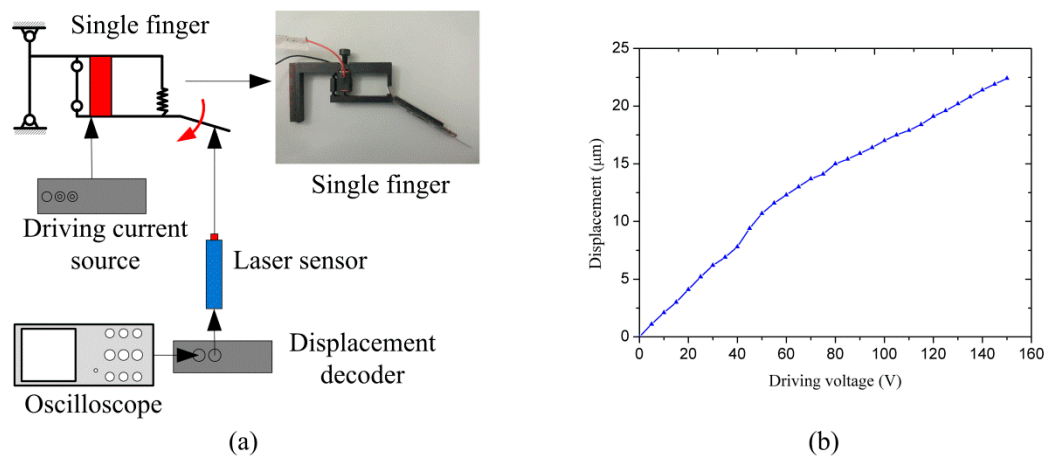 Single finger
Single finger
Driving current
source
Laser sensor
Displacement
decoder
Oscilloscope
(a)
25
20
15
10
5
0
Displacement (μm)
0 20 40 60 80 100 120 140 160
Driving voltage (V)
(b)